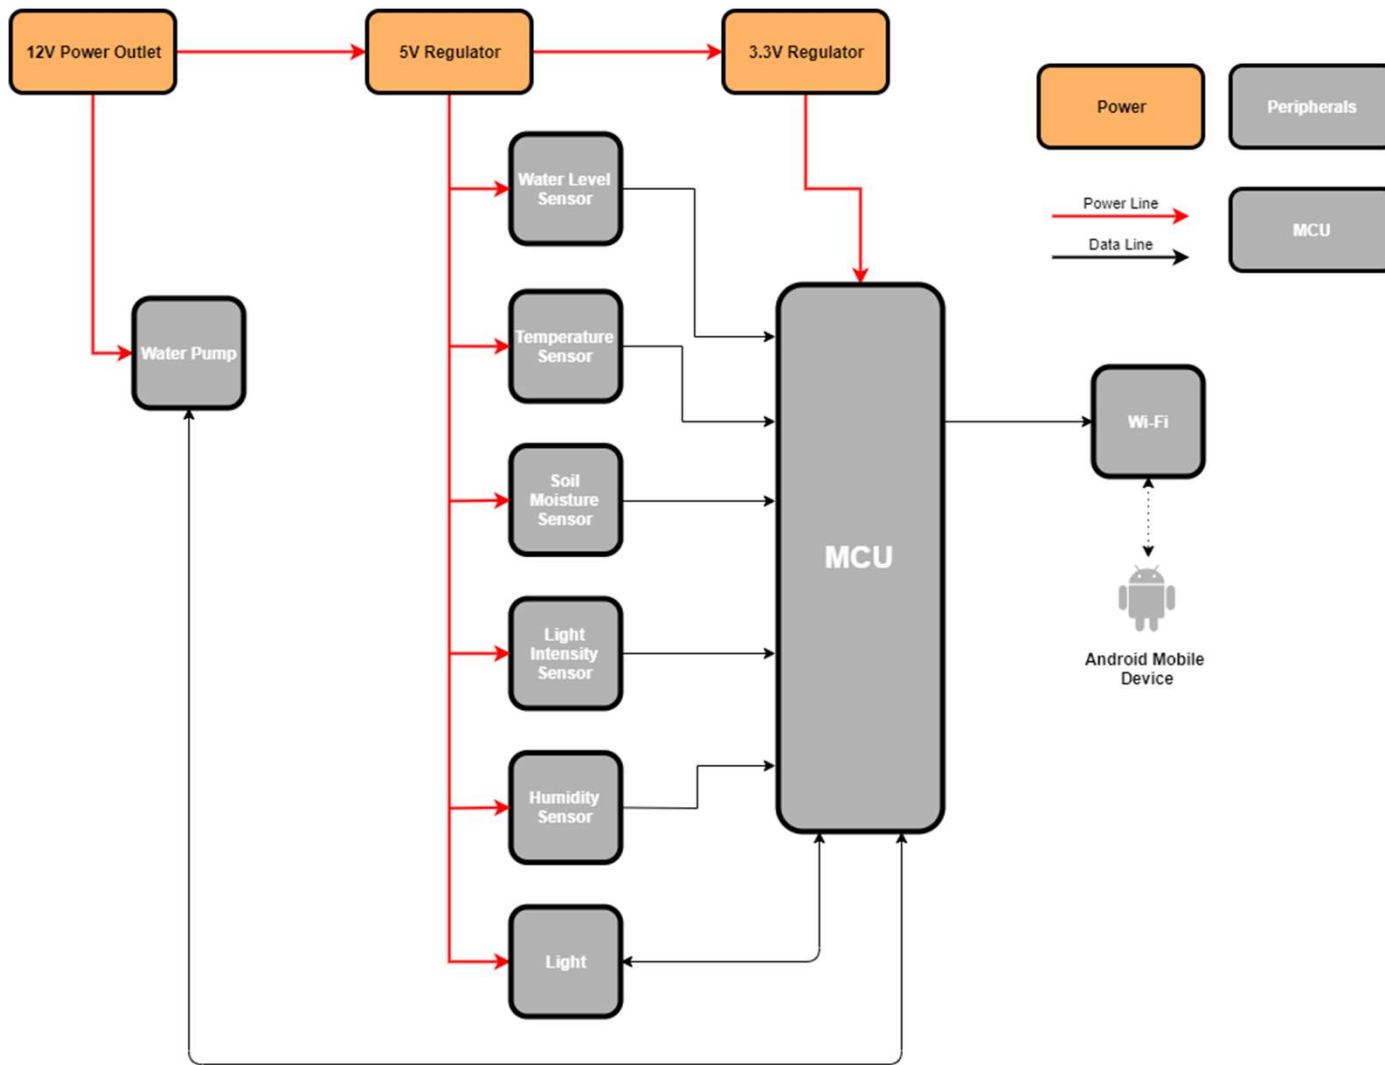 12V Power Outlet
5V Regulator
3.3V Regulator
Power
Peripherals
Water Level
Sensor
Power Line
MCU
Data Line
Temperature
Sensor
Water Pump
Wi-Fi
Soil
Moisture
Sensor
MCU
Light
Intensity
Sensor
Android Mobile
Device
Humidity
Sensor
Light